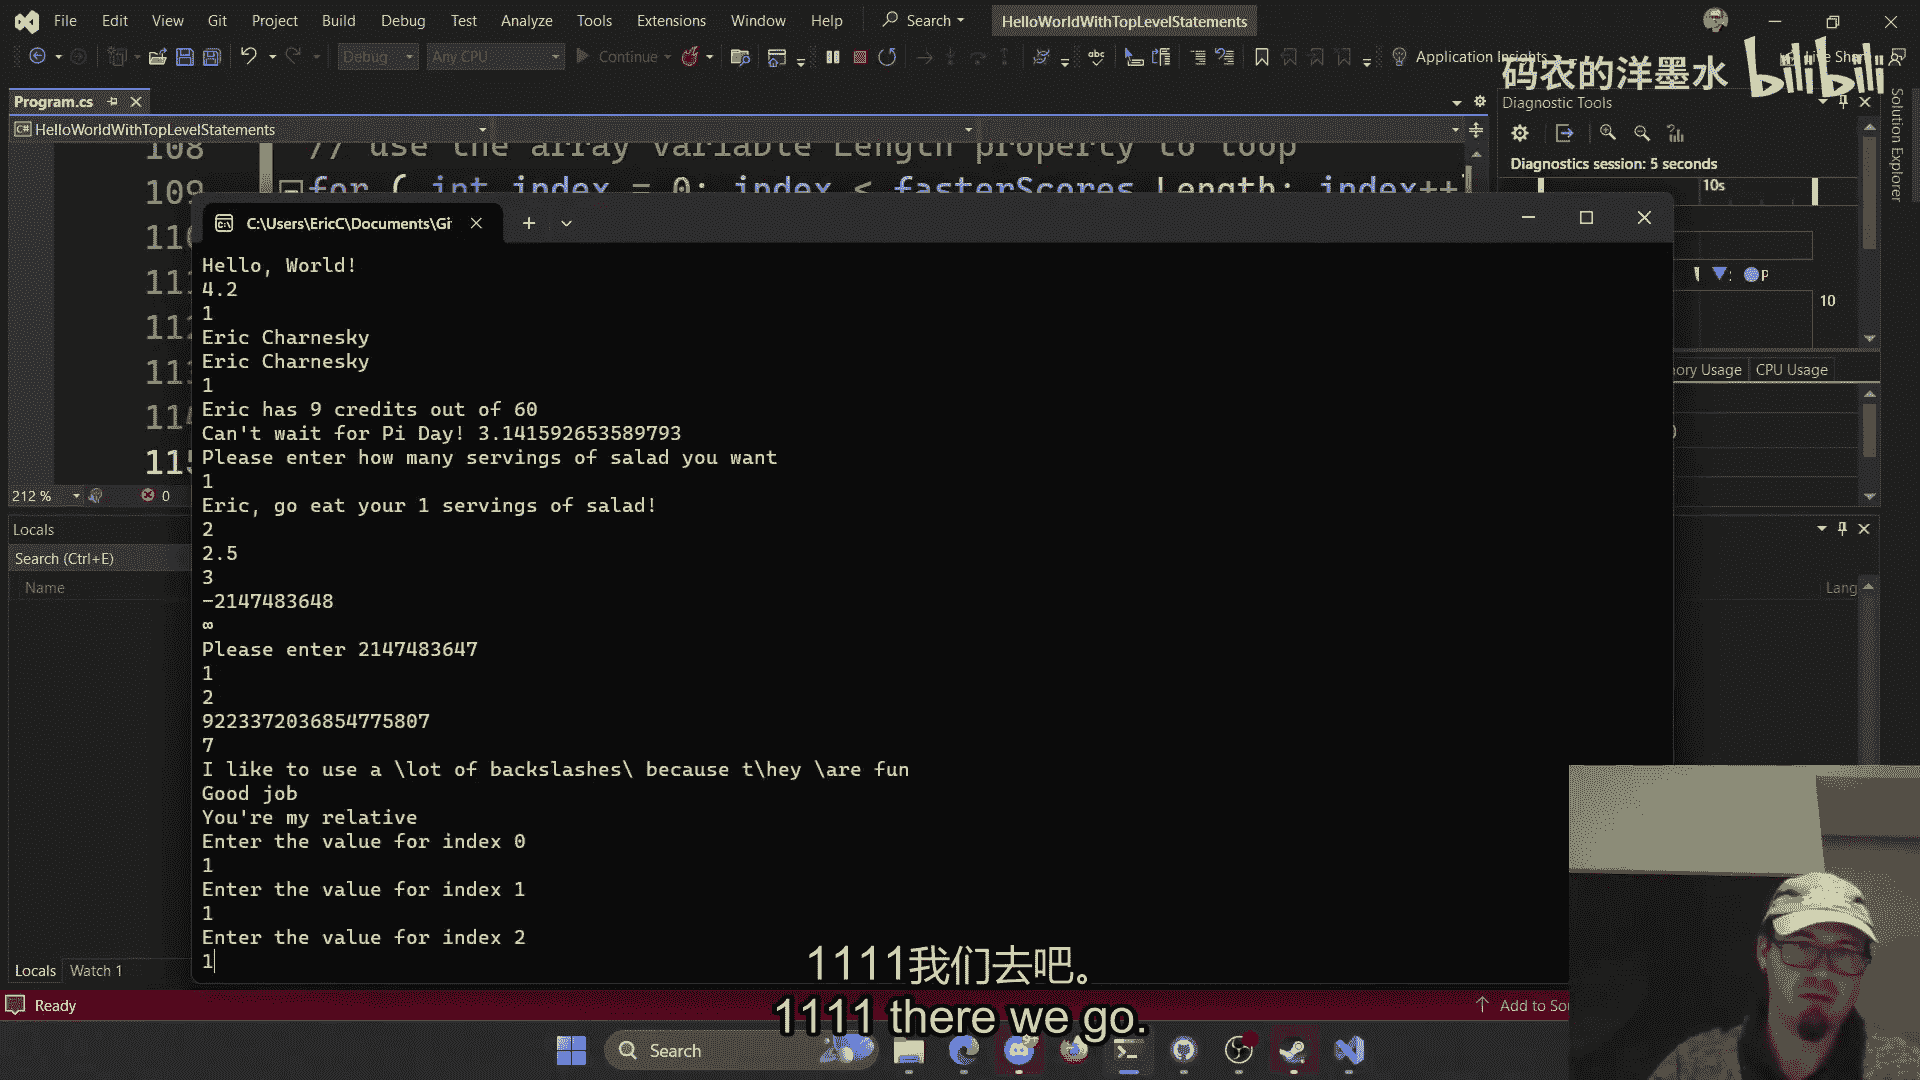 File Edit View Git Project Build Debug Test Analyze Tools Extensions Window Help Search HelloWorldWithTopLevelStatements
Debug Any CPU Continue Application Insights
码农的洋墨水 bilibili
Program.cs
Diagnostic Tools
HelloWorldWithTopLevelStatements
Solution Explorer
108 // use the array variable Length property to loop
Diagnostics session: 5 seconds
109 for ( int index = 0; index < fasterScores.Length; index++
10s
C:\Users\EricC\Documents\Gi
Hello, World!
4.2
1
10
Eric Charnesky
Eric Charnesky
Usage CPU Usage
1
Eric has 9 credits out of 60
Can't wait for Pi Day! 3.141592653589793
Please enter how many servings of salad you want
1
212 % 0
Eric, go eat your 1 servings of salad!
Locals
2
2.5
Search (Ctrl+E)
3
Name Lang
-2147483648
∞
Please enter 2147483647
1
2
9223372036854775807
7
I like to use a \lot of backslashes\ because t\hey \are fun
Good job
You're my relative
Enter the value for index 0
1
Enter the value for index 1
1
Enter the value for index 2
1
Locals Watch 1
1111我们去吧。
Ready Add to
1111 there we go.
Search